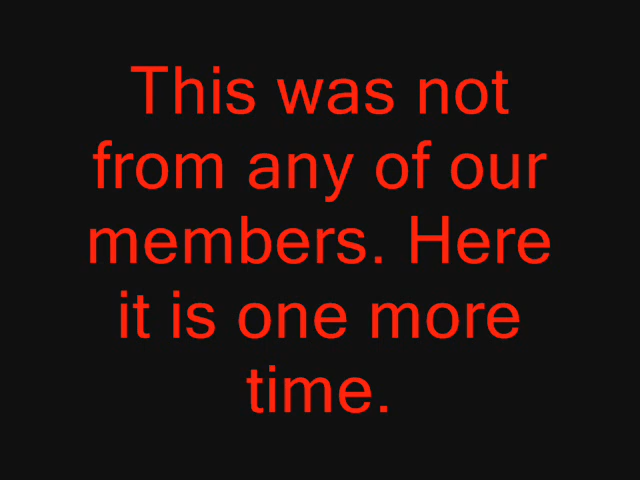 This was not
from any of our
members. Here
it is one more
time.